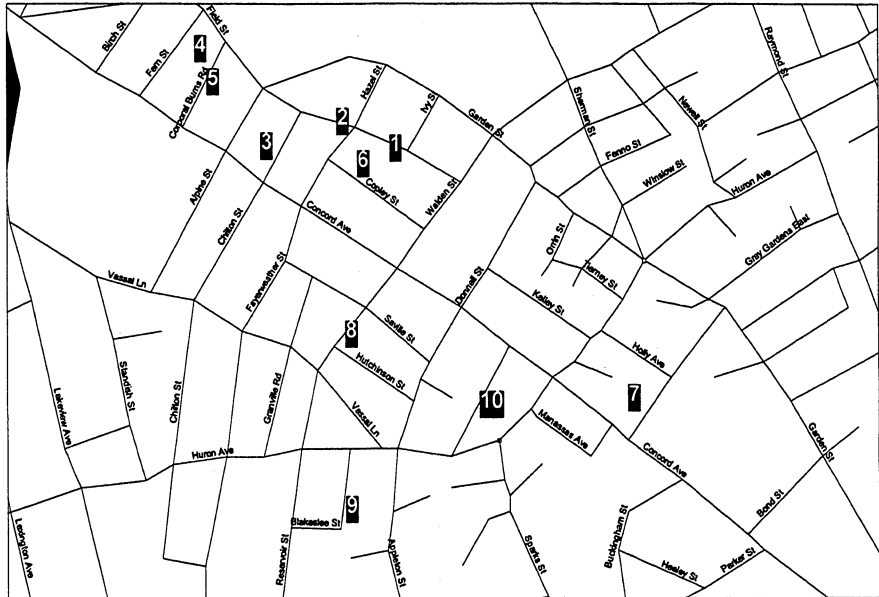 Field St
Birch St
Fern St
4
5
Corporal Burns Rd
Hazel St
Ivy St
2
1
3
6
Garden St
Copley St
Walden St
Alpine St
Chilton St
Concord Ave
Fayerweather St
Vassal Ln
Raymond St
Sherman St
Newell St
Fenno St
Winslow St
Huron Ave
Gray Gardens East
Orrin St
Tierney St
Donnell St
Kelley St
Holly Ave
8
Saville St
Hutchinson St
Vassal Ln
Standish St
Lakeview Ave
Chilton St
Granville Rd
10
7
Manassas Ave
Concord Ave
Garden St
Huron Ave
9
Blakeslee St
Reservoir St
Appleton St
Sparks St
Buckingham St
Healey St
Parker St
Bond St
Lexington Ave